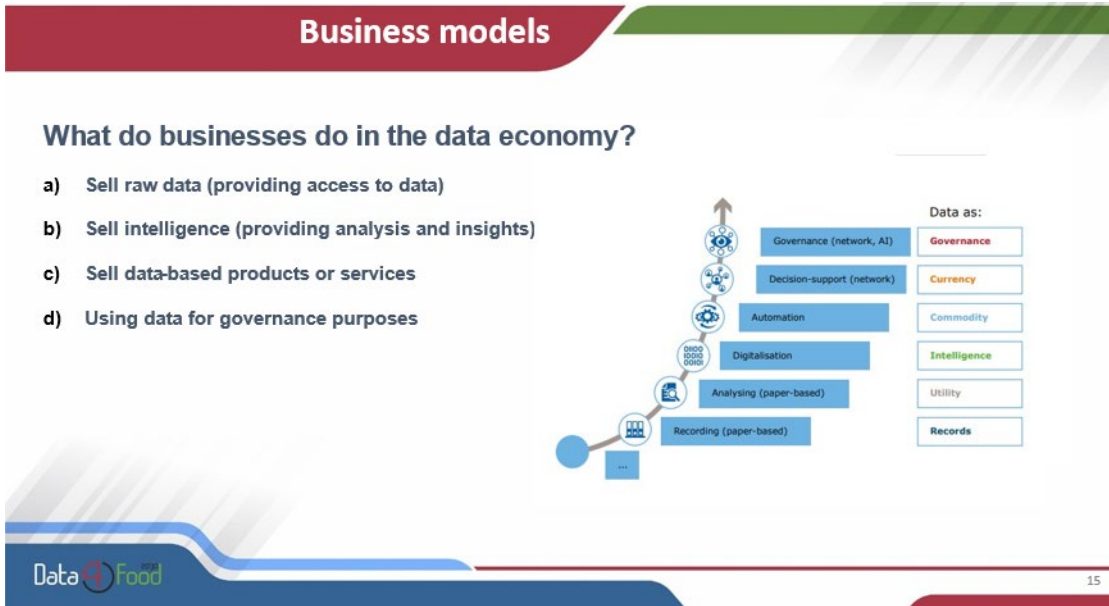 Business models
What do businesses do in the data economy?
a) Sell raw data (providing access to data)
b) Sell intelligence (providing analysis and insights)
c) Sell data-based products or services
d) Using data for governance purposes
Data as:
Governance (network, AI) Governance
Decision-support (network) Currency
Automation Commodity
Digitalisation Intelligence
Analysing (paper-based) Utility
Recording (paper-based) Records
...
Data4Food 2030
15